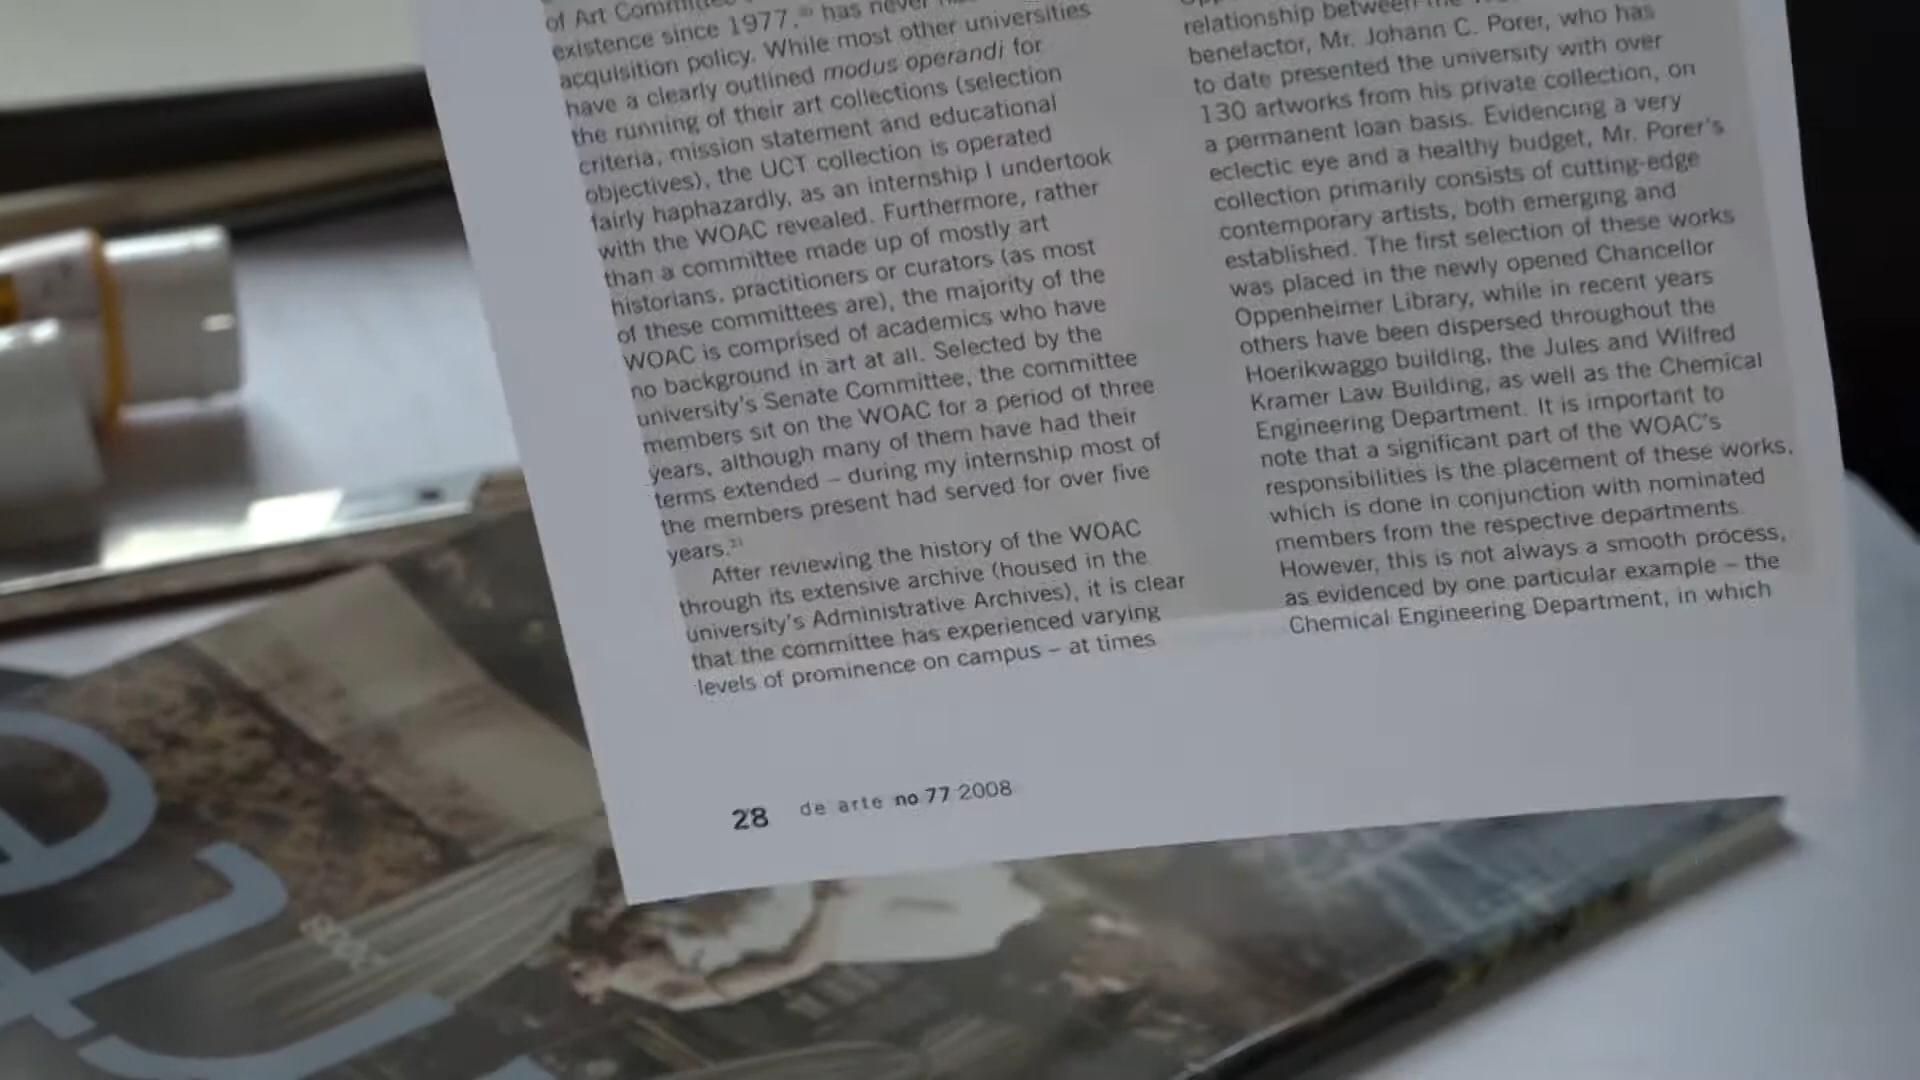 of Art
existence since 1977,²⁰ has never
acquisition policy. While most other universities
have a clearly outlined modus operandi for
the running of their art collections (selection
criteria, mission statement and educational
objectives), the UCT collection is operated
fairly haphazardly, as an internship I undertook
with the WOAC revealed. Furthermore, rather
than a committee made up of mostly art
historians, practitioners or curators (as most
of these committees are), the majority of the
WOAC is comprised of academics who have
no background in art at all. Selected by the
university's Senate Committee, the committee
members sit on the WOAC for a period of three
years, although many of them have had their
terms extended – during my internship most of
the members present had served for over five
years.²¹
After reviewing the history of the WOAC
through its extensive archive (housed in the
university's Administrative Archives), it is clear
that the committee has experienced varying
levels of prominence on campus – at times
relationship between the
benefactor, Mr. Johann C. Porer, who has
to date presented the university with over
130 artworks from his private collection, on
a permanent loan basis. Evidencing a very
eclectic eye and a healthy budget, Mr. Porer's
collection primarily consists of cutting-edge
contemporary artists, both emerging and
established. The first selection of these works
was placed in the newly opened Chancellor
Oppenheimer Library, while in recent years
others have been dispersed throughout the
Hoerikwaggo building, the Jules and Wilfred
Kramer Law Building, as well as the Chemical
Engineering Department. It is important to
note that a significant part of the WOAC's
responsibilities is the placement of these works,
which is done in conjunction with nominated
members from the respective departments.
However, this is not always a smooth process,
as evidenced by one particular example – the
Chemical Engineering Department, in which
28 de arte no 77 2008